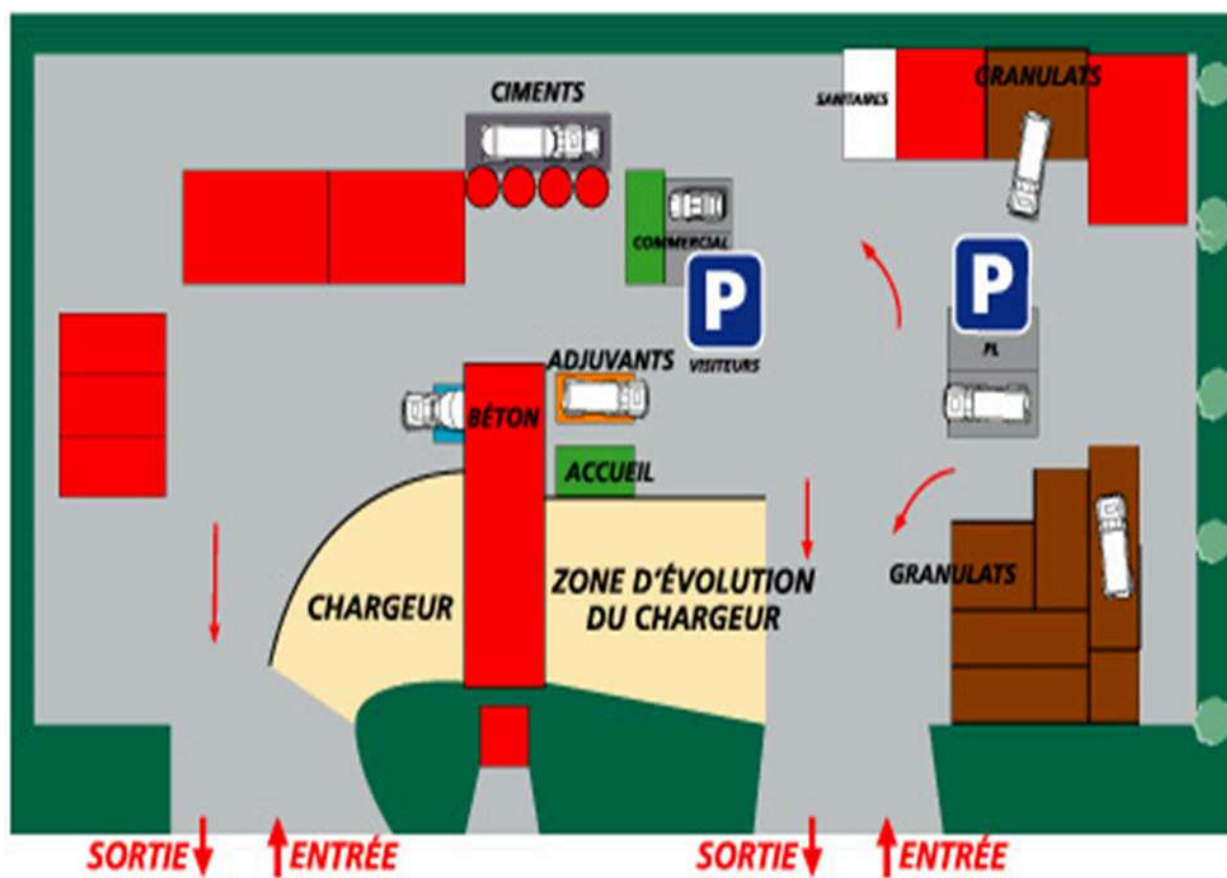 CIMENTS
GRANULATS
SANITAIRES
COMMERCIAL
P
P
VISITEURS
PL
ADJUVANTS
BÉTON
ACCUEIL
CHARGEUR
ZONE D'ÉVOLUTION
DU CHARGEUR
GRANULATS
SORTIE
ENTRÉE
SORTIE
ENTRÉE